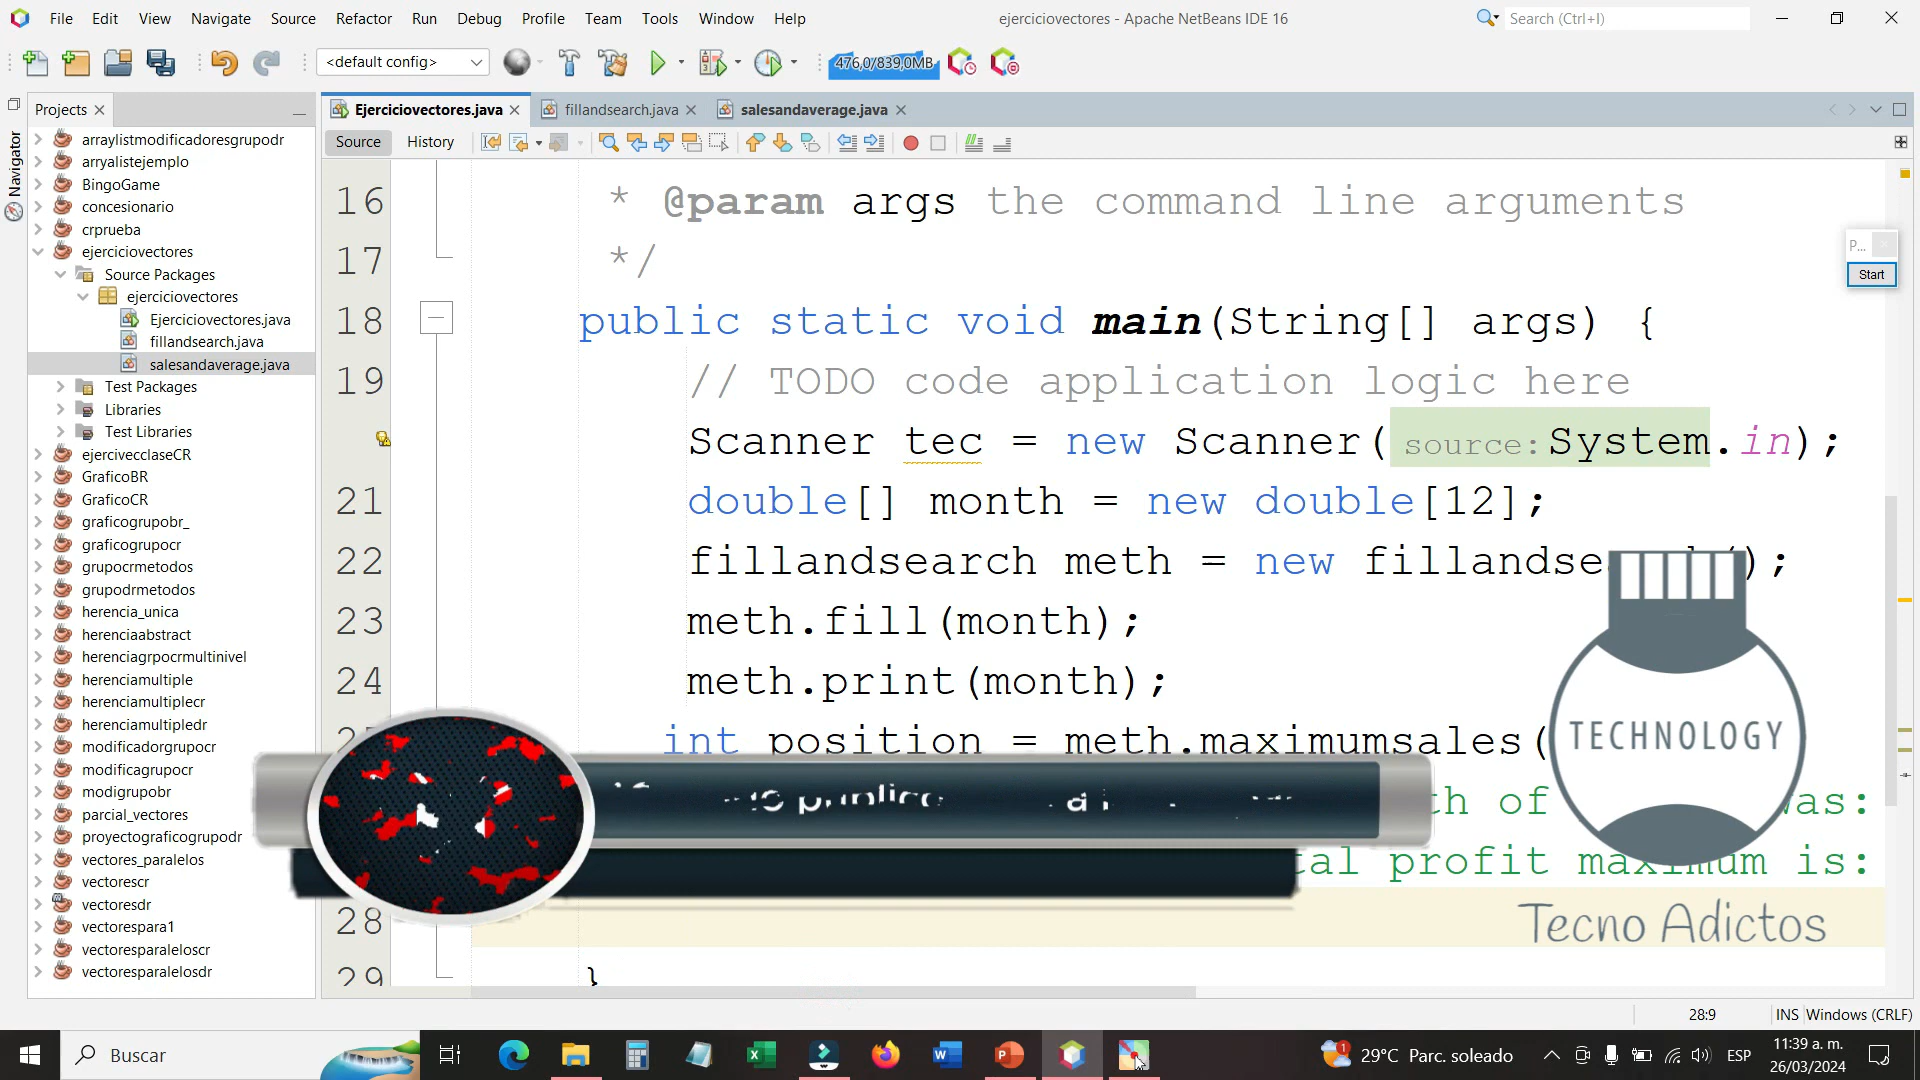 File Edit View Navigate Source Refactor Run Debug Profile Team Tools Window Help
ejerciciovectores - Apache NetBeans IDE 16
Search (Ctrl+I)
<default config>
476,0/839,0MB
Navigator
Projects
arraylistmodificadoresgrupodr
arryalistejemplo
BingoGame
concesionario
crprueba
ejerciciovectores
Source Packages
ejerciciovectores
Ejerciciovectores.java
fillandsearch.java
salesandaverage.java
Test Packages
Libraries
Test Libraries
ejercivecclaseCR
GraficoBR
GraficoCR
graficogrupobr_
graficogrupocr
grupocrmetodos
grupodrmetodos
herencia_unica
herenciaabstract
herenciagrpocrmultinivel
herenciamultiple
herenciamultiplecr
herenciamultipledr
modificadorgrupocr
modificagrupocr
modigrupobr
parcial_vectores
proyectograficogrupodr
vectores_paralelos
vectorescr
vectoresdr
vectorespara1
vectoresparaleloscr
vectoresparalelosdr
Ejerciciovectores.java fillandsearch.java salesandaverage.java
Source History
16 * @param args the command line arguments
17 */
18 public static void main(String[] args) {
19 // TODO code application logic here
Scanner tec = new Scanner(source:System.in);
21 double[] month = new double[12];
22 fillandsearch meth = new
23 meth.fill(month);
24 meth.print(month);
int position = meth.maximumsales(
of
profit maximum is:
28
29 }
P...
Start
TECHNOLOGY
Tecno Adictos
28:9 INS Windows (CRLF)
Buscar
29°C Parc. soleado
ESP
11:39 a. m.
26/03/2024